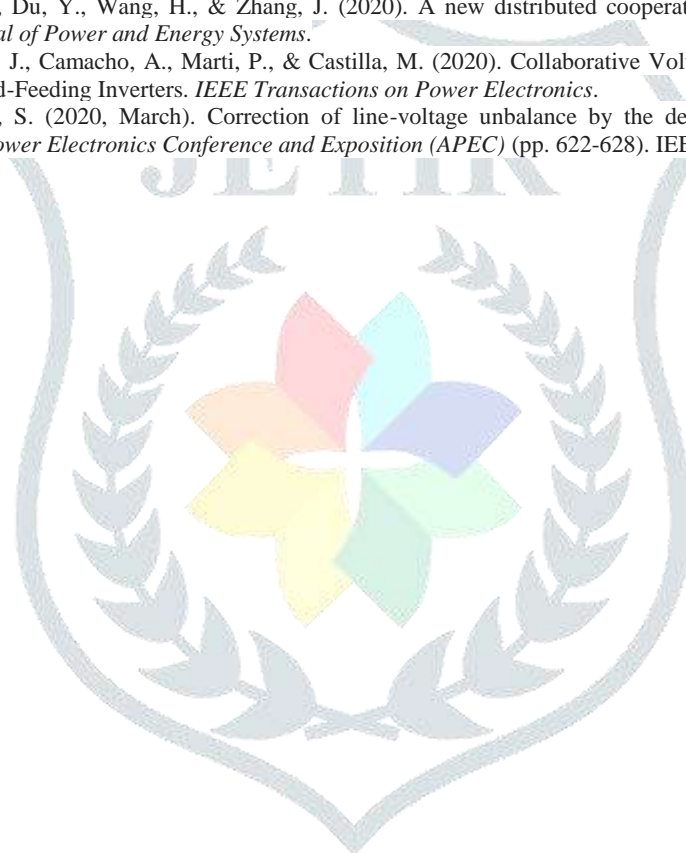 , Du, Y., Wang, H., & Zhang, J. (2020). A new distributed cooperat
al of Power and Energy Systems.
J., Camacho, A., Marti, P., & Castilla, M. (2020). Collaborative Vol
d-Feeding Inverters. IEEE Transactions on Power Electronics.
, S. (2020, March). Correction of line-voltage unbalance by the de
ower Electronics Conference and Exposition (APEC) (pp. 622-628). IEE
JETIR